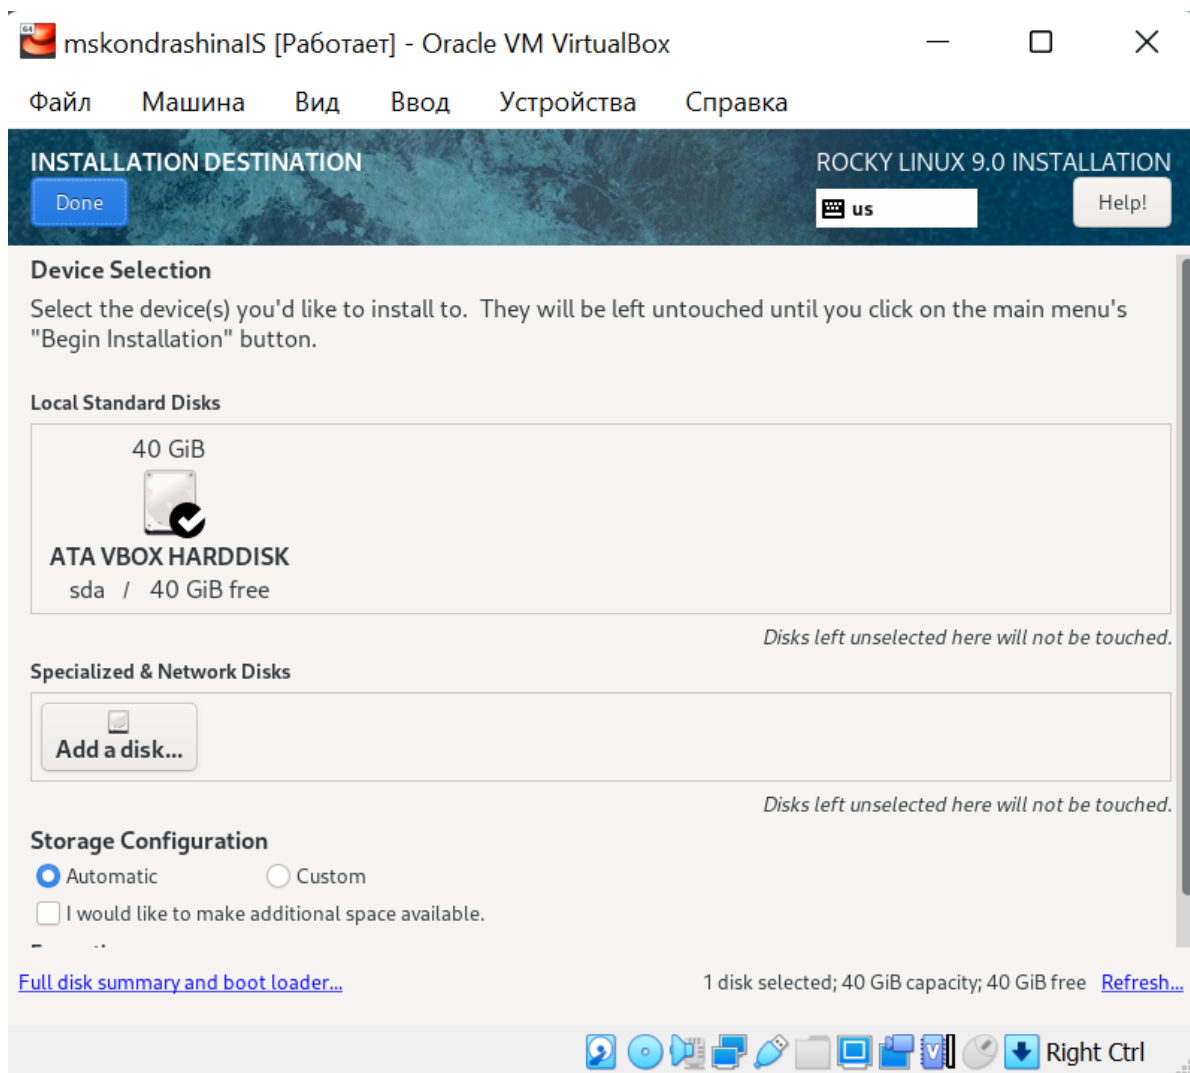 64
mskondrashinaIS [Работает] - Oracle VM VirtualBox
Файл Машина Вид Ввод Устройства Справка
INSTALLATION DESTINATION
ROCKY LINUX 9.0 INSTALLATION
Done
us
Help!
Device Selection
Select the device(s) you'd like to install to. They will be left untouched until you click on the main menu's
"Begin Installation" button.
Local Standard Disks
40 GiB
ATA VBOX HARDDISK
sda / 40 GiB free
Disks left unselected here will not be touched.
Specialized & Network Disks
Add a disk...
Disks left unselected here will not be touched.
Storage Configuration
Automatic Custom
I would like to make additional space available.
Full disk summary and boot loader...
1 disk selected; 40 GiB capacity; 40 GiB free Refresh...
Right Ctrl